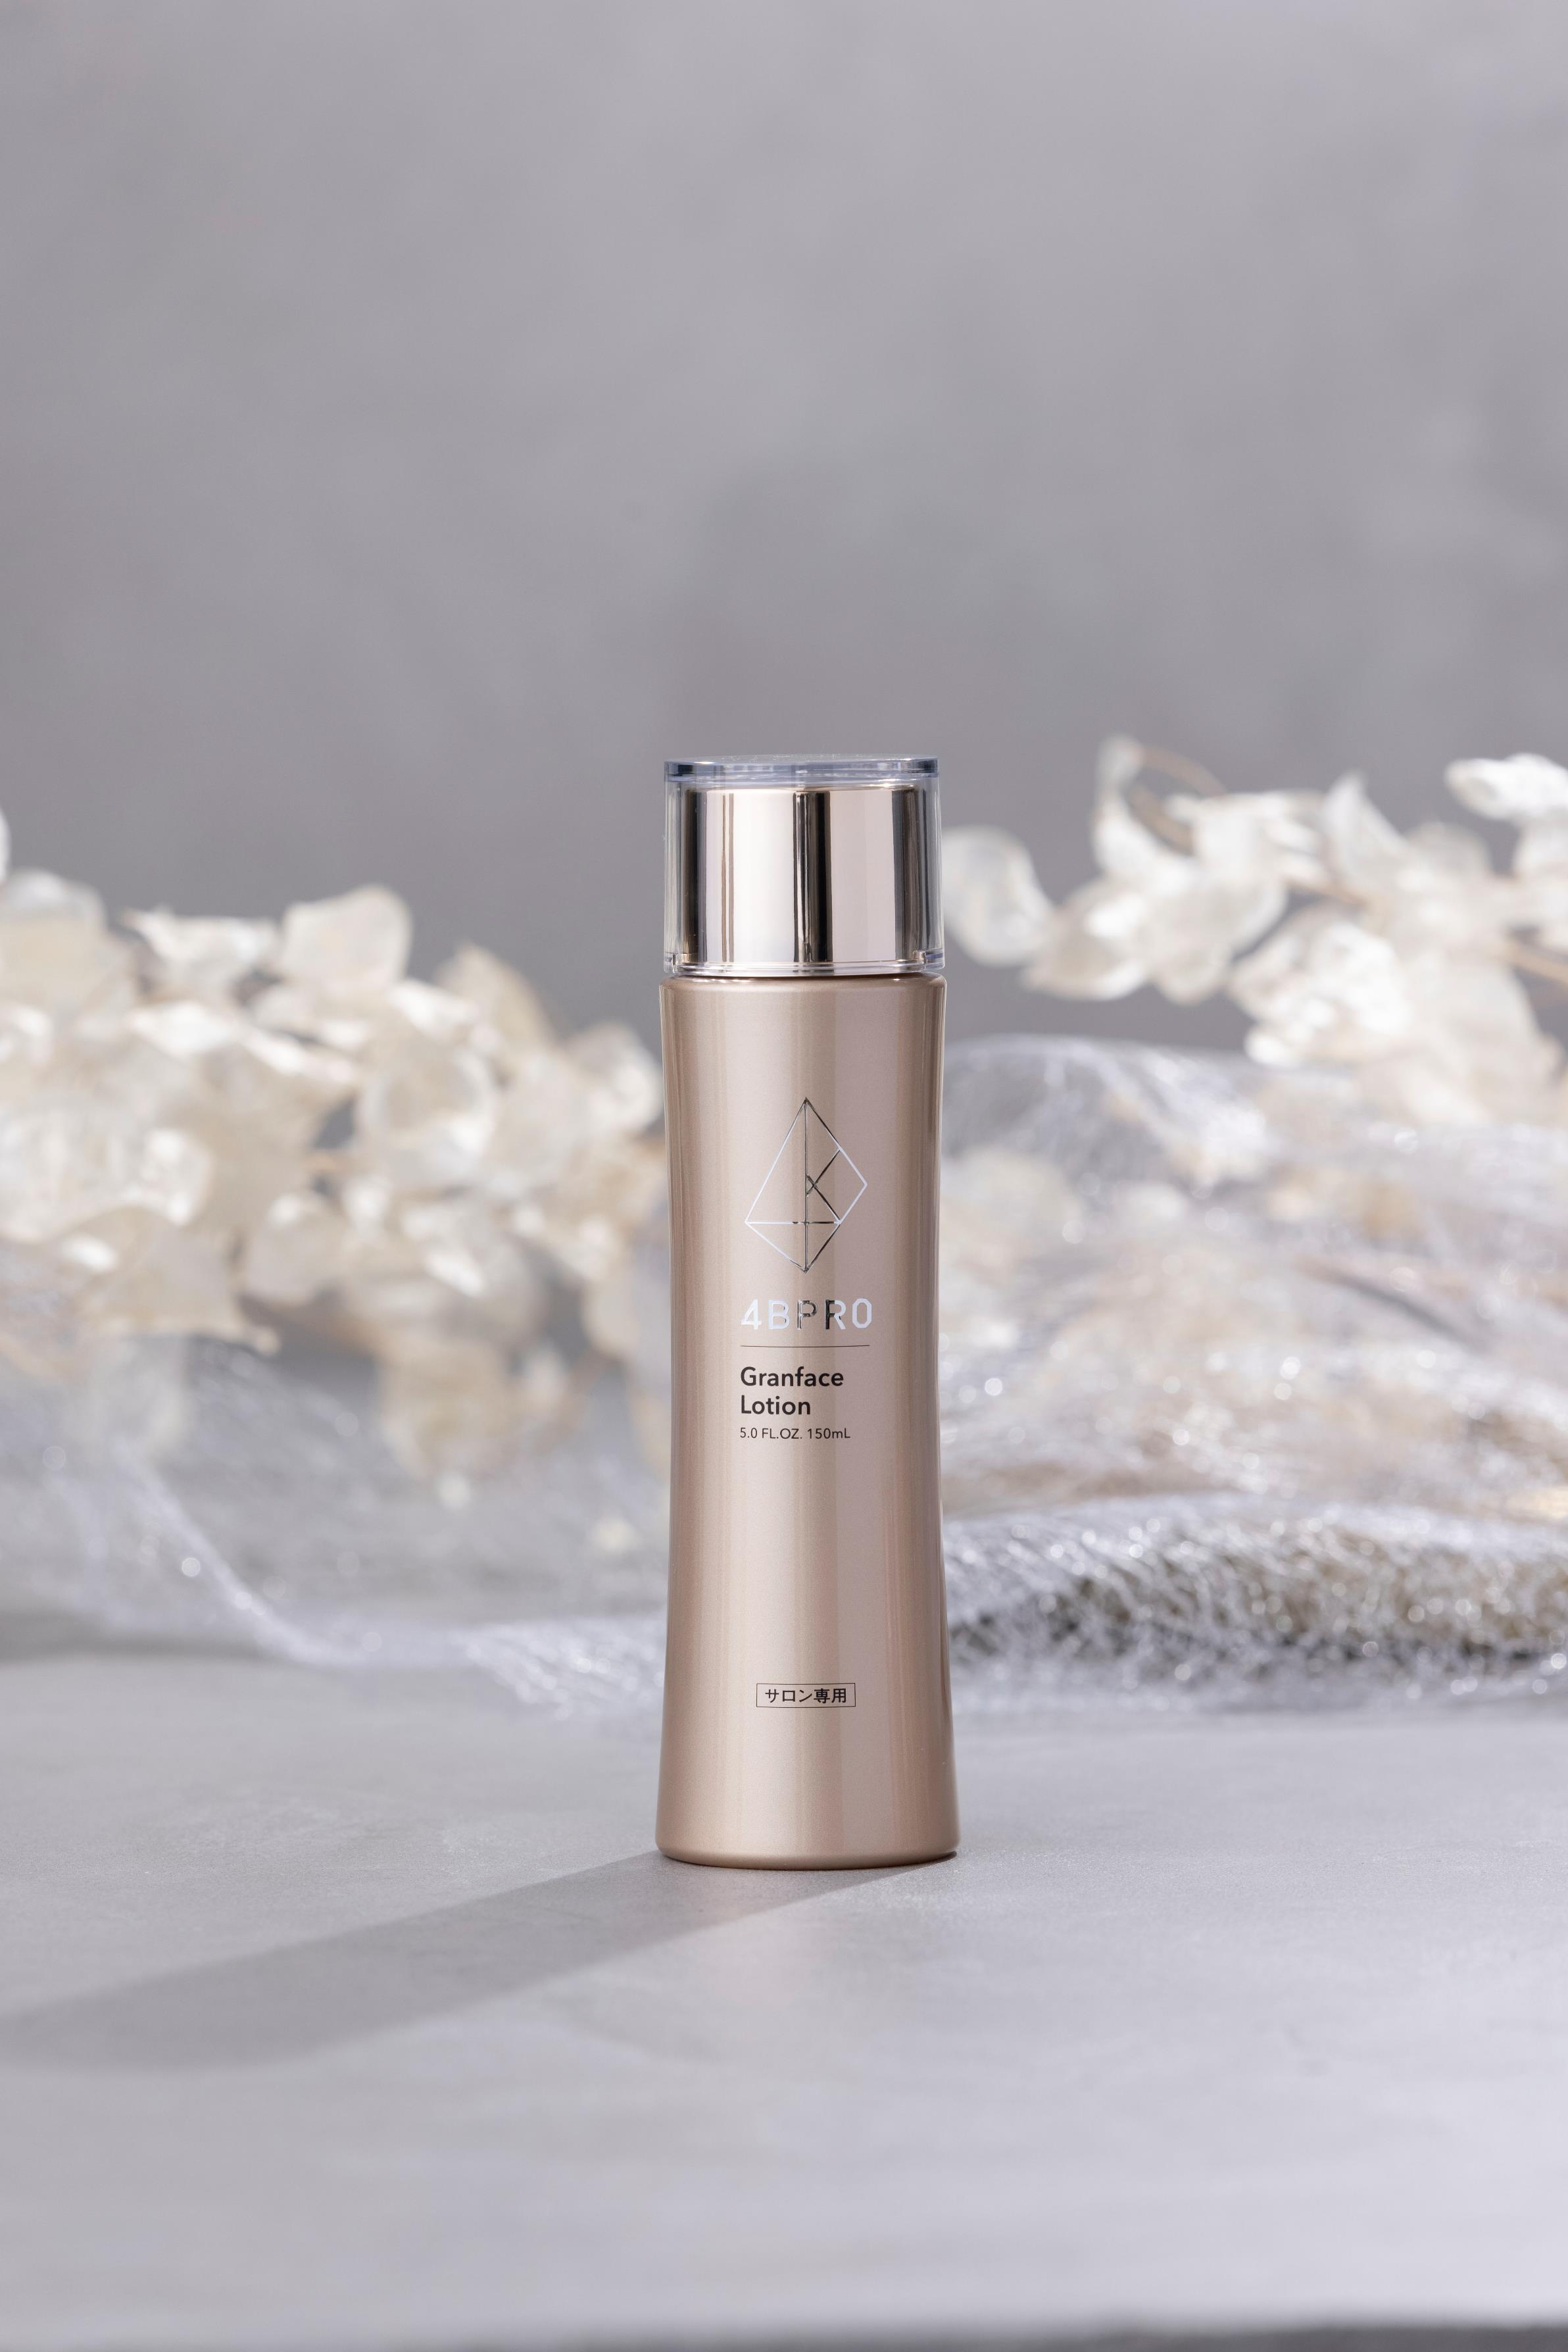 4BPRO
Granface
Lotion
5.0 FL.OZ. 150mL
サロン専用